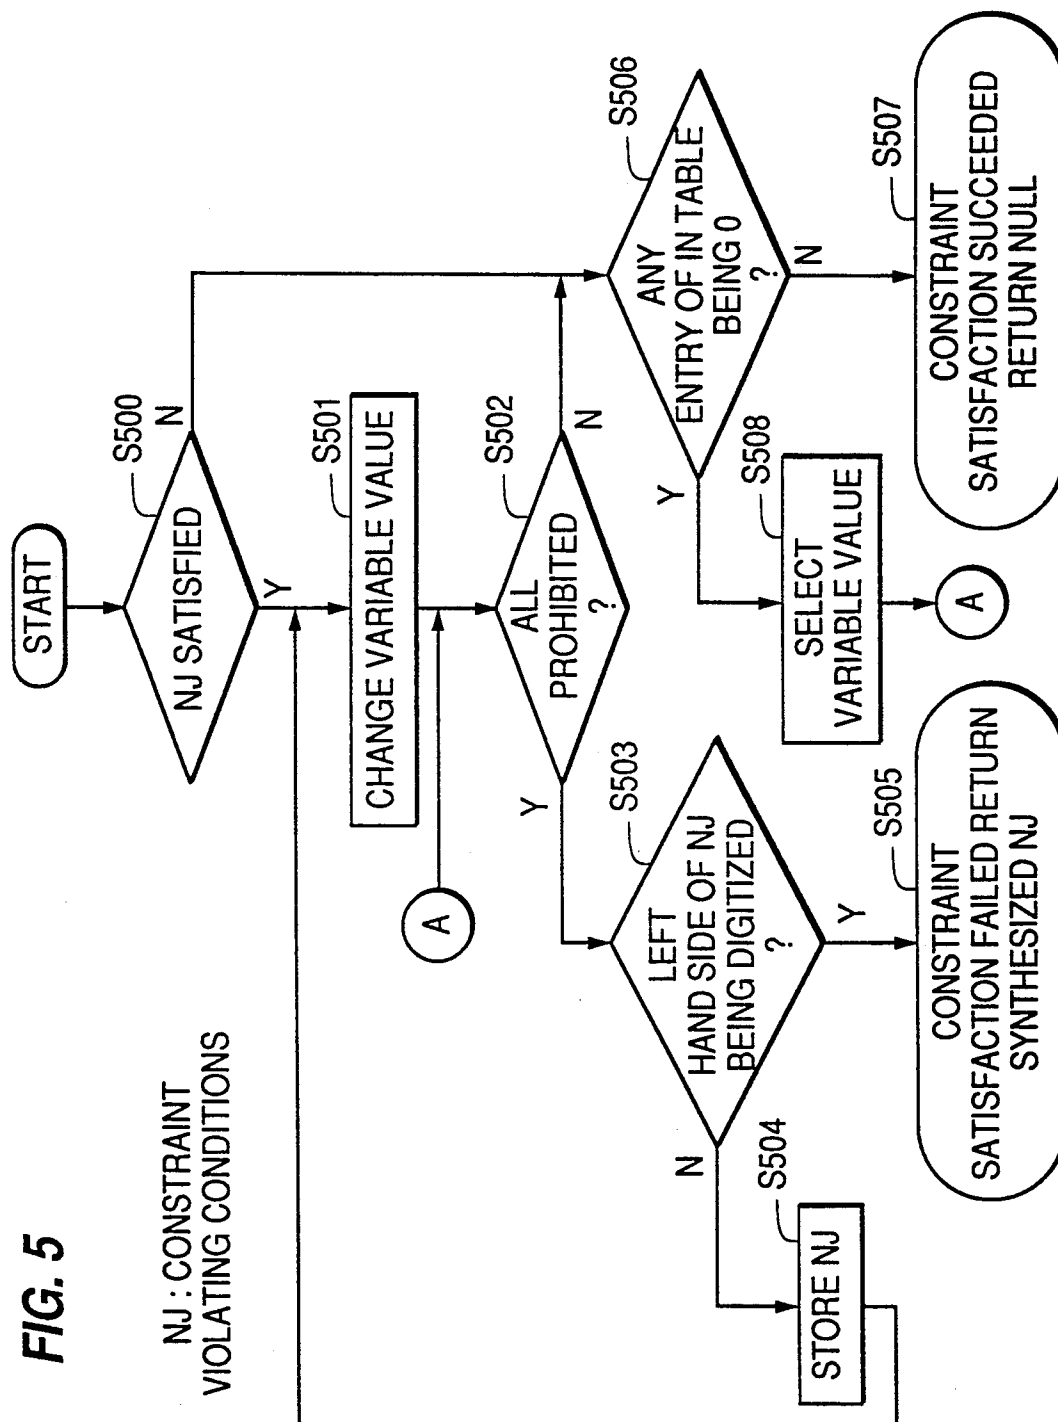 FIG. 5
NJ : CONSTRAINT
VIOLATING CONDITIONS
START
S500
NJ SATISFIED
N
Y
S501
CHANGE VARIABLE VALUE
A
S502
ALL
PROHIBITED
?
Y
N
S503
LEFT
HAND SIDE OF NJ
BEING DIGITIZED
?
N
Y
S504
STORE NJ
S505
CONSTRAINT
SATISFACTION FAILED RETURN
SYNTHESIZED NJ
S506
ANY
ENTRY OF IN TABLE
BEING 0
?
Y
N
S508
SELECT
VARIABLE VALUE
A
S507
CONSTRAINT
SATISFACTION SUCCEEDED
RETURN NULL